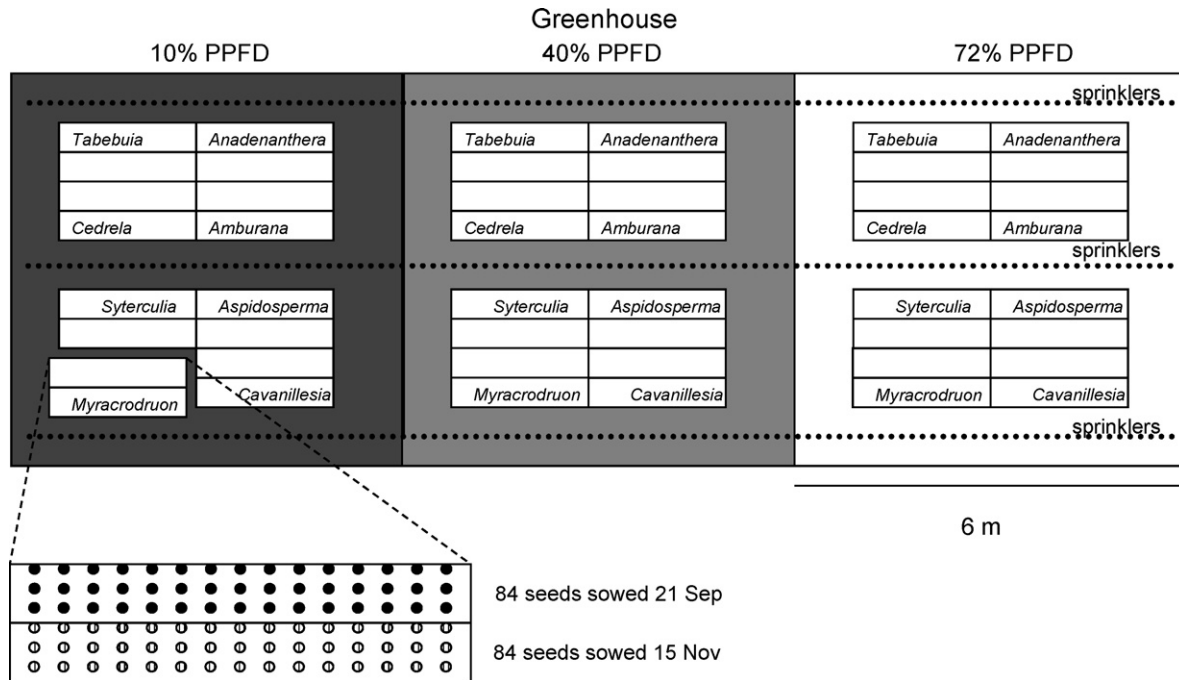 Greenhouse
10% PPFD 40% PPFD 72% PPFD
sprinklers
Tabebuia Anadenanthera Tabebuia Anadenanthera Tabebuia Anadenanthera
Cedrela Amburana Cedrela Amburana Cedrela Amburana
sprinklers
Syterculia Aspidosperma Syterculia Aspidosperma Syterculia Aspidosperma
Myracrodruon Cavanillesia Myracrodruon Cavanillesia Myracrodruon Cavanillesia
sprinklers
6 m
84 seeds sowed 21 Sep
84 seeds sowed 15 Nov